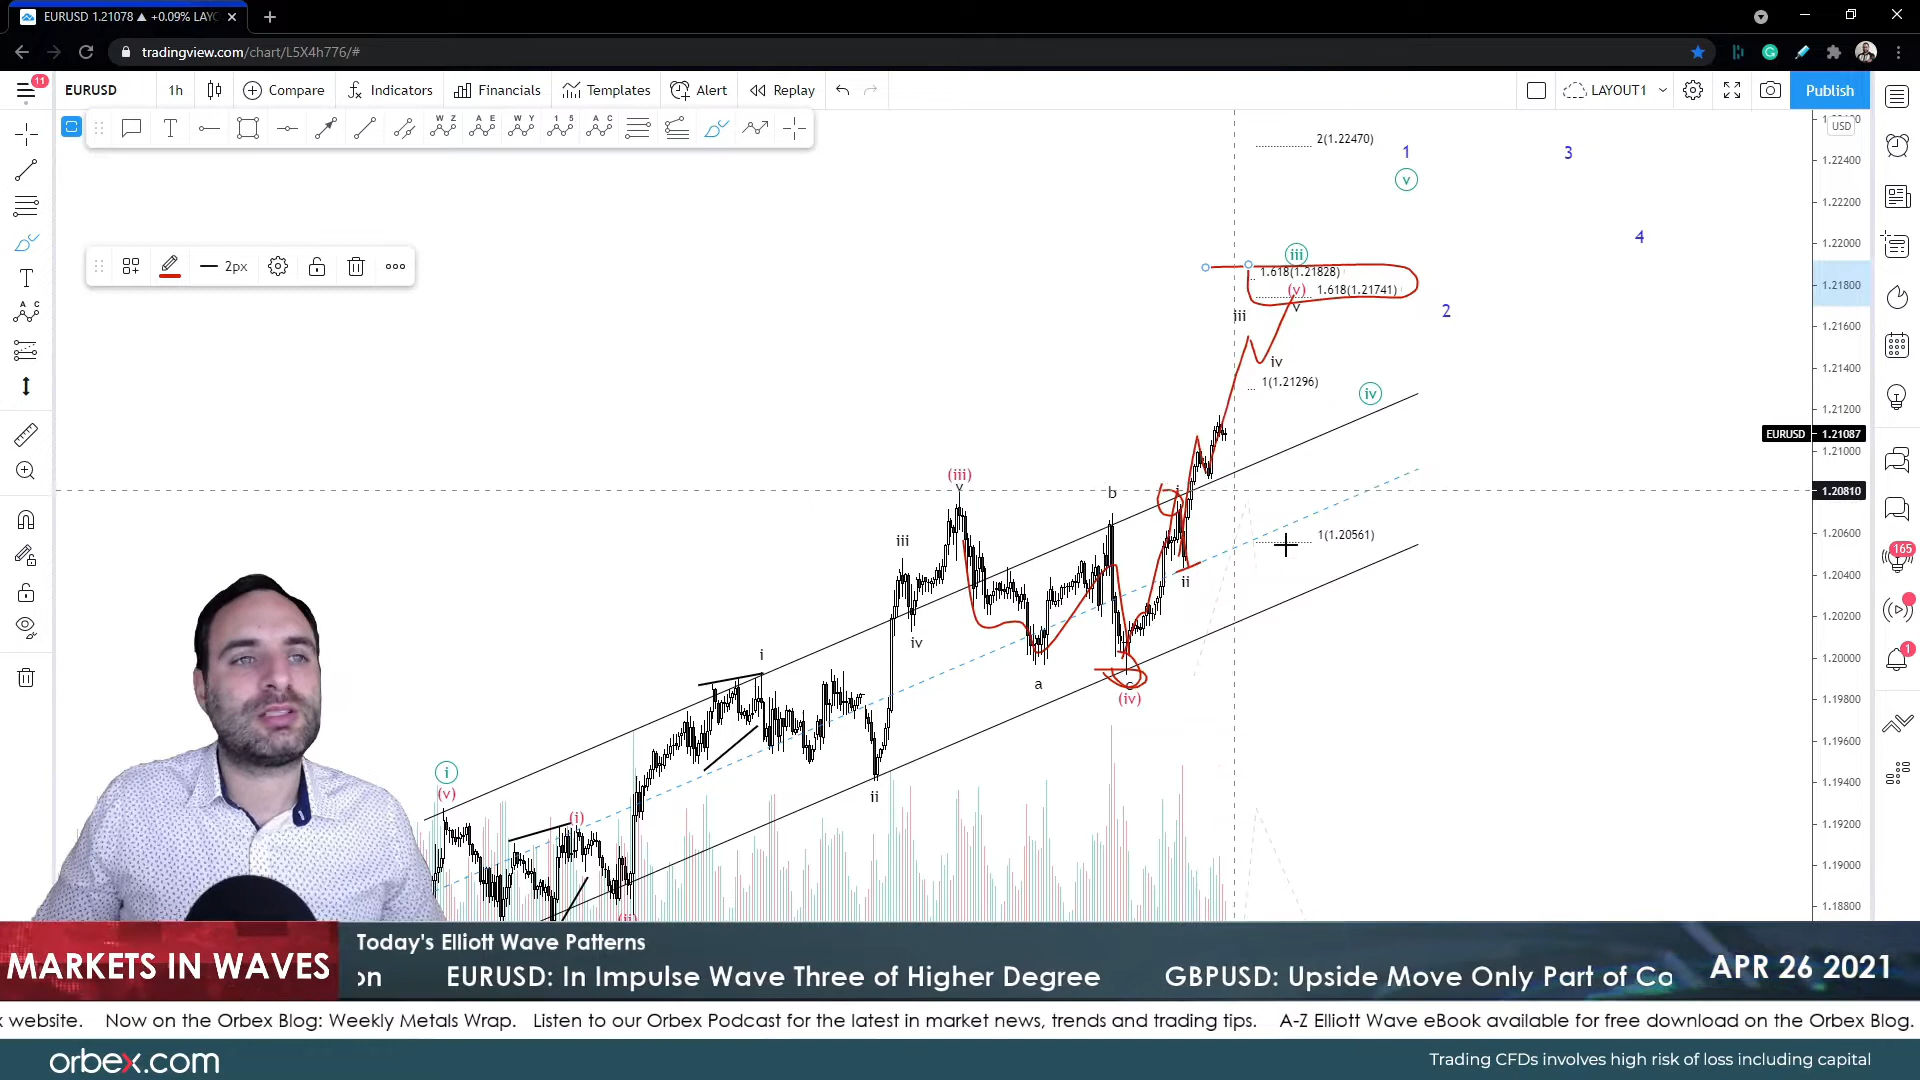 EURUSD 1.21078 ▲ +0.09% LAYO
tradingview.com/chart/L5X4h776/#
11
EURUSD 1h Compare Indicators Financials Templates Alert Replay LAYOUT1 Publish
W Z A E W Y 1 5 A C
USD
2(1.22470)
1 3
v
1.22400
1.22200
4
1.22000
2px
iii
1.618(1.21828)
(v) 1.618(1.21741)
1.21800
v
iii
2
1.21600
iv
1.21400
1(1.21296)
iv
1.21200
EURUSD 1.21087
1.21000
(iii)
v
b
i
1.20810
1(1.20561)
1.20600
iii
ii
1.20400
1.20200
iv
i
1.20000
a
c
(iv)
1.19800
1.19600
i
(v)
ii
1.19400
(i)
1.19200
1.19000
(ii)
1.18800
T
A C
165
1
MARKETS IN WAVES
Today's Elliott Wave Patterns
on EURUSD: In Impulse Wave Three of Higher Degree GBPUSD: Upside Move Only Part of Co
APR 26 2021
x website. Now on the Orbex Blog: Weekly Metals Wrap. Listen to our Orbex Podcast for the latest in market news, trends and trading tips. A-Z Elliott Wave eBook available for free download on the Orbex Blog.
orbex.com
Trading CFDs involves high risk of loss including capital